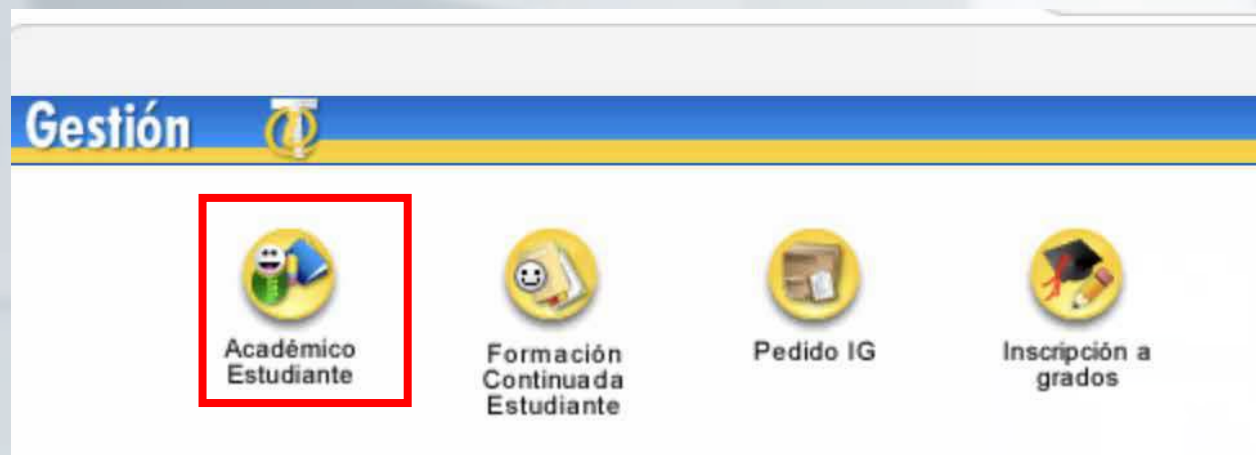 Gestión
Académico
Estudiante
Formación
Continuada
Estudiante
Pedido IG
Inscripción a
grados